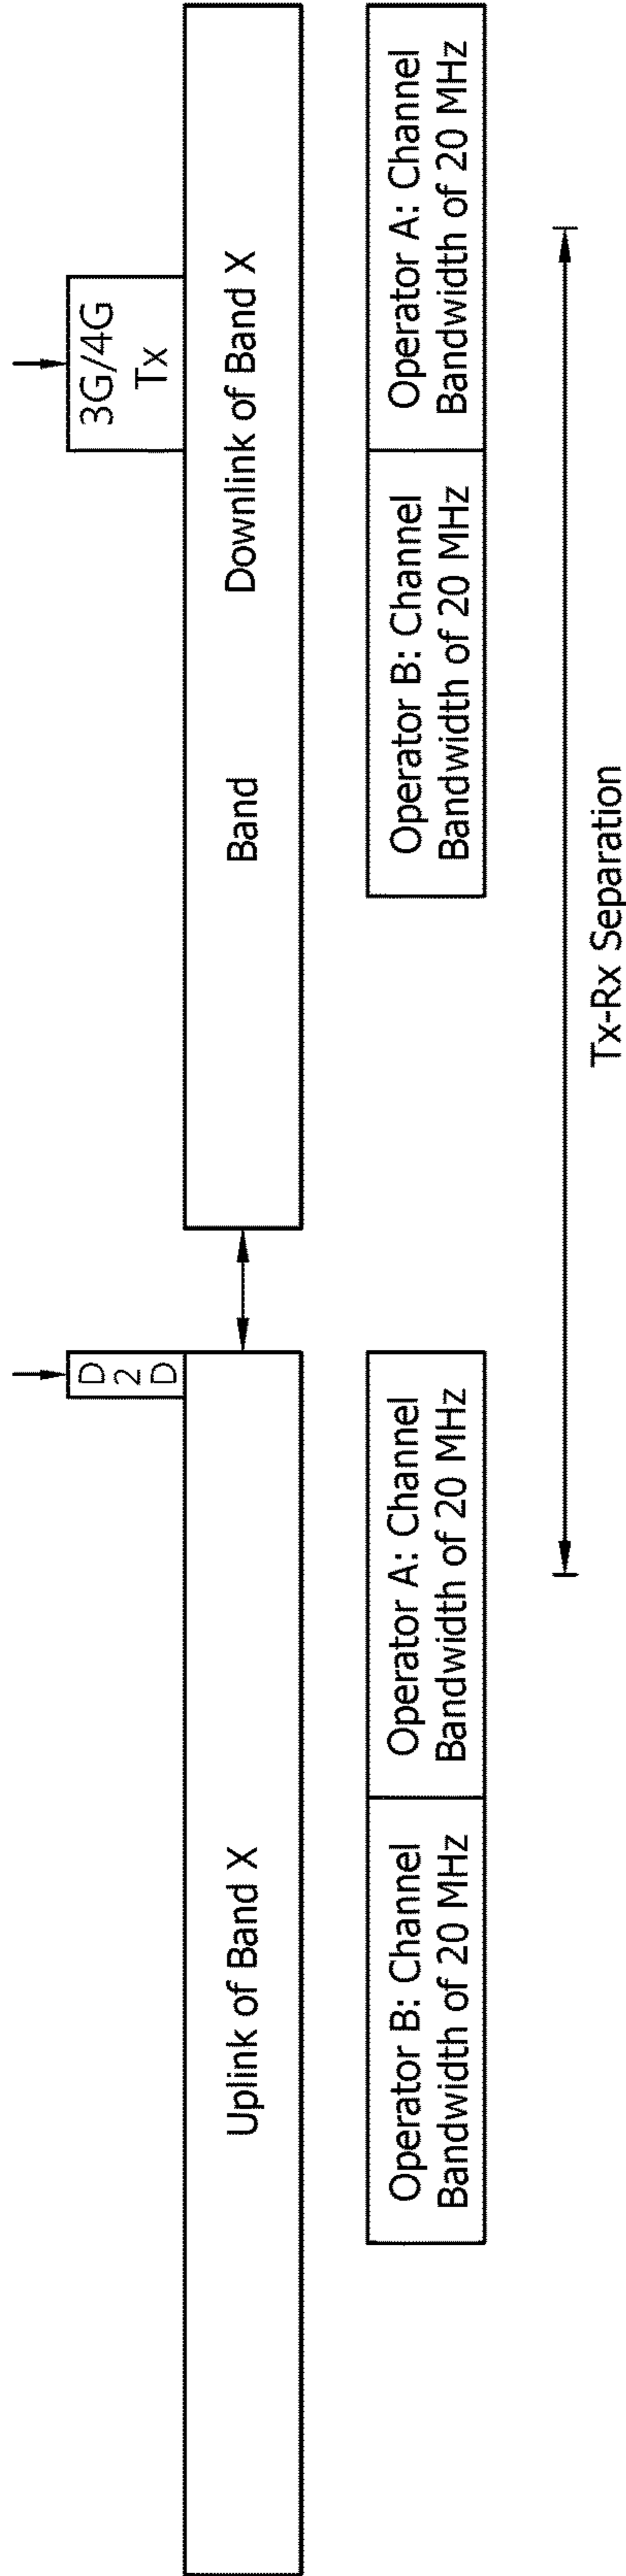 D
2
D
3G/4G
Tx
Uplink of Band X
Band
Downlink of Band X
Operator B: Channel
Bandwidth of 20 MHz
Operator A: Channel
Bandwidth of 20 MHz
Operator B: Channel
Bandwidth of 20 MHz
Operator A: Channel
Bandwidth of 20 MHz
Tx-Rx Separation